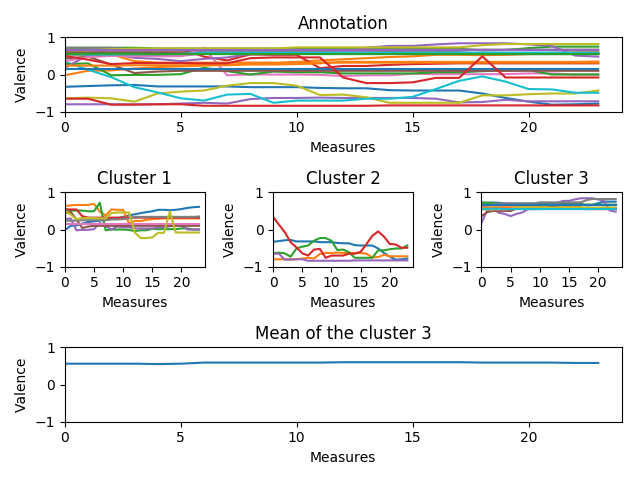 Annotation
1
0
−1
Valence
0 5 10 15 20
Measures
Cluster 1 Cluster 2 Cluster 3
1 1 1
0 0 0
−1 −1 −1
Valence Valence Valence
0 5 10 15 20 0 5 10 15 20 0 5 10 15 20
Measures Measures Measures
Mean of the cluster 3
1
0
−1
Valence
0 5 10 15 20
Measures